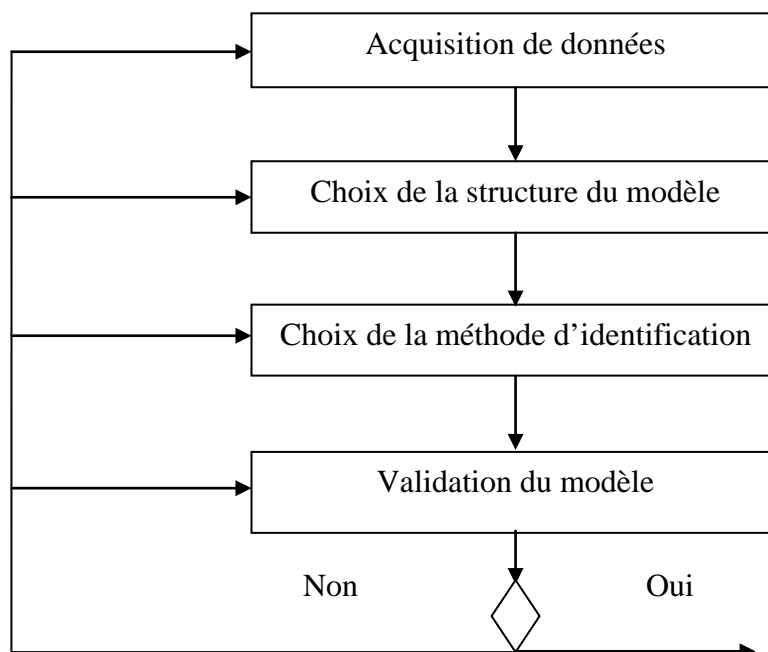 Acquisition de données
Choix de la structure du modèle
Choix de la méthode d’identification
Validation du modèle
Non
Oui